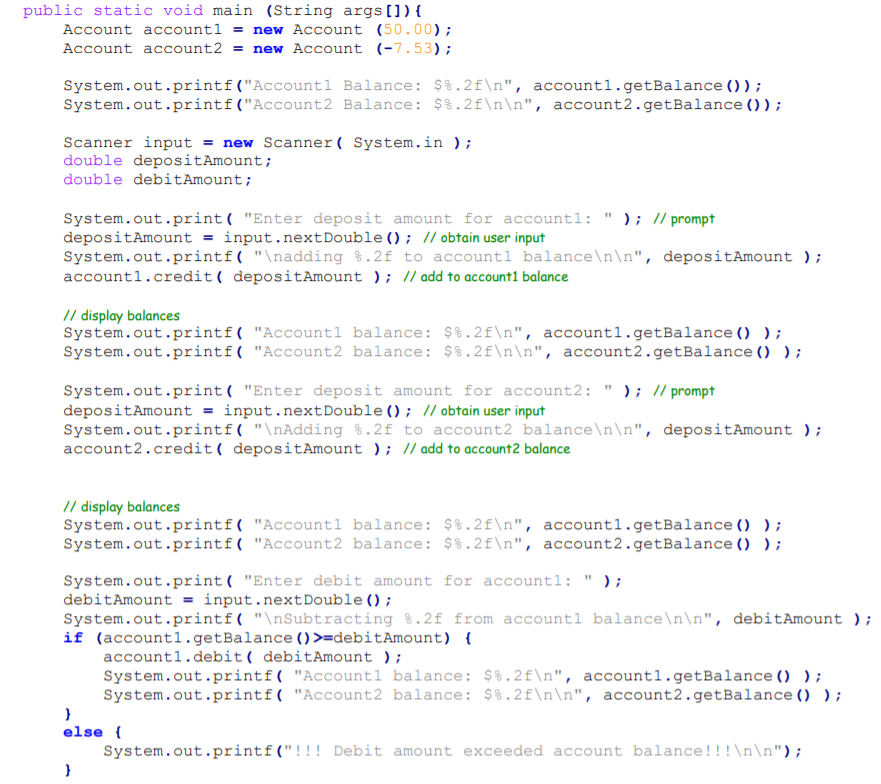 public static void main (String args[]){
    Account account1 = new Account (50.00);
    Account account2 = new Account (-7.53);

    System.out.printf("Account1 Balance: $%.2f\n", account1.getBalance());
    System.out.printf("Account2 Balance: $%.2f\n\n", account2.getBalance());

    Scanner input = new Scanner( System.in );
    double depositAmount;
    double debitAmount;

    System.out.print( "Enter deposit amount for account1: " ); // prompt
    depositAmount = input.nextDouble(); // obtain user input
    System.out.printf( "\nadding %.2f to account1 balance\n\n", depositAmount );
    account1.credit( depositAmount ); // add to account1 balance

    // display balances
    System.out.printf( "Account1 balance: $%.2f\n", account1.getBalance() );
    System.out.printf( "Account2 balance: $%.2f\n\n", account2.getBalance() );

    System.out.print( "Enter deposit amount for account2: " ); // prompt
    depositAmount = input.nextDouble(); // obtain user input
    System.out.printf( "\nAdding %.2f to account2 balance\n\n", depositAmount );
    account2.credit( depositAmount ); // add to account2 balance

    // display balances
    System.out.printf( "Account1 balance: $%.2f\n", account1.getBalance() );
    System.out.printf( "Account2 balance: $%.2f\n", account2.getBalance() );

    System.out.print( "Enter debit amount for account1: " );
    debitAmount = input.nextDouble();
    System.out.printf( "\nSubtracting %.2f from account1 balance\n\n", debitAmount );
    if (account1.getBalance()>=debitAmount) {
        account1.debit( debitAmount );
        System.out.printf( "Account1 balance: $%.2f\n", account1.getBalance() );
        System.out.printf( "Account2 balance: $%.2f\n\n", account2.getBalance() );
    }
    else {
        System.out.printf("!!! Debit amount exceeded account balance!!!\n\n");
    }